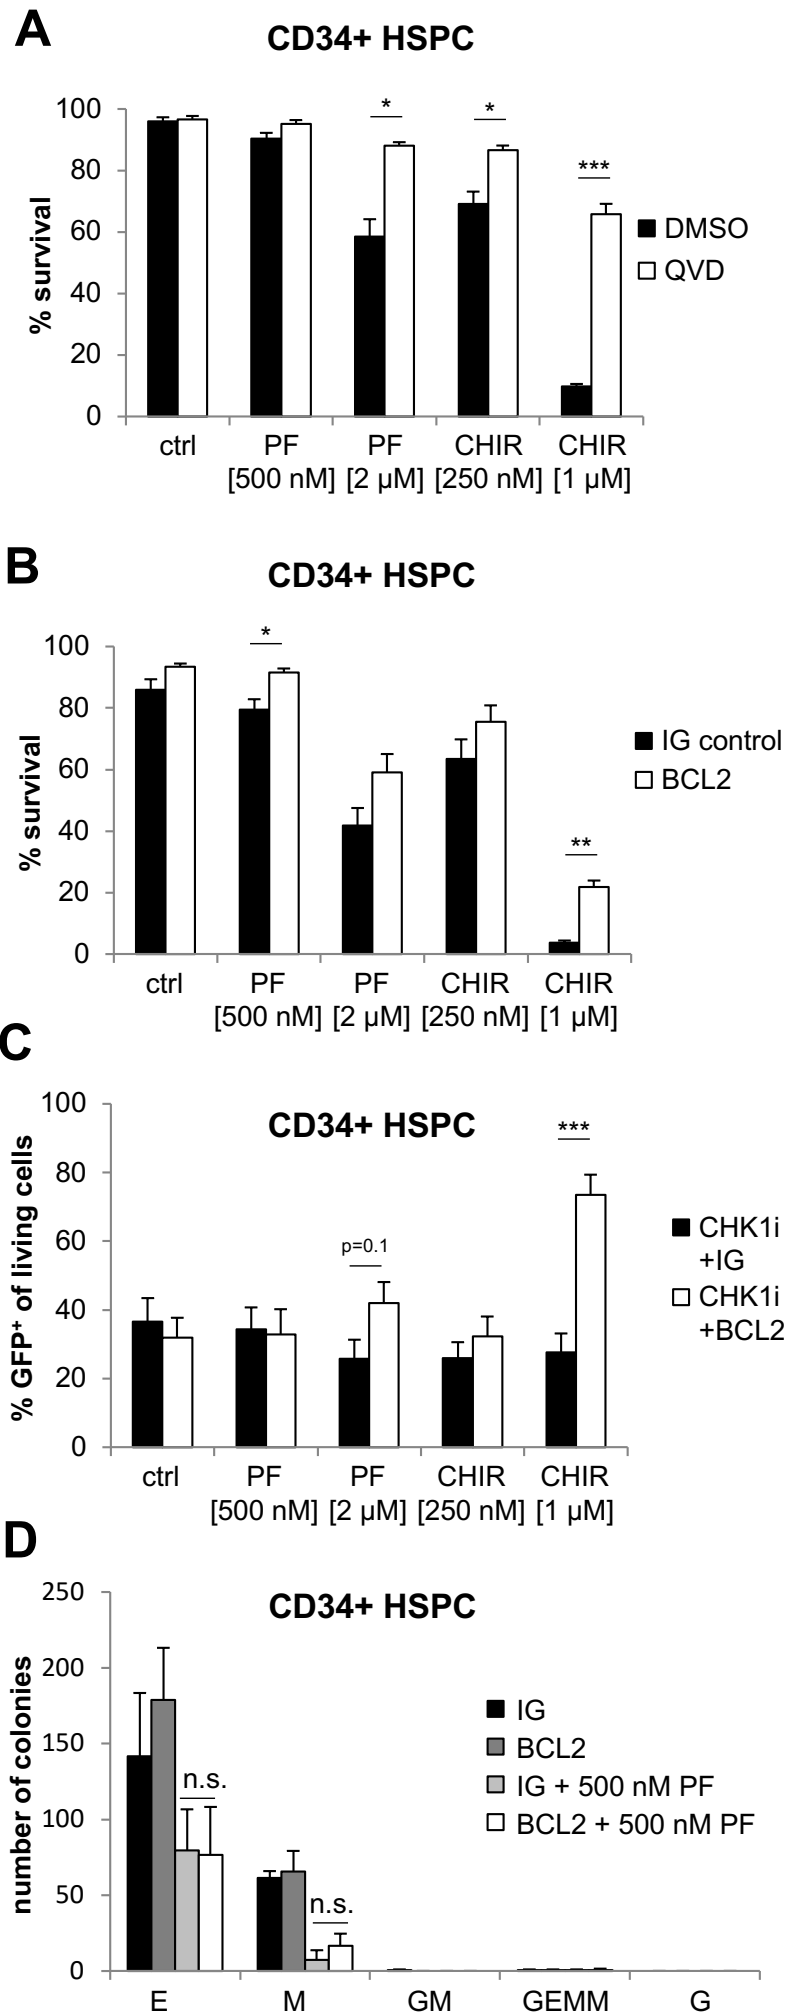 A
CD34+ HSPC
% survival
100
80
60
40
20
0
*
*
***
DMSO
QVD
ctrl
PF
[500 nM]
PF
[2 µM]
CHIR
[250 nM]
CHIR
[1 µM]
B
CD34+ HSPC
% survival
100
80
60
40
20
0
*
**
IG control
BCL2
ctrl
PF
[500 nM]
PF
[2 µM]
CHIR
[250 nM]
CHIR
[1 µM]
C
CD34+ HSPC
% GFP⁺ of living cells
100
80
60
40
20
0
p=0.1
***
CHK1i
+IG
CHK1i
+BCL2
ctrl
PF
[500 nM]
PF
[2 µM]
CHIR
[250 nM]
CHIR
[1 µM]
D
CD34+ HSPC
number of colonies
250
200
150
100
50
0
n.s.
n.s.
IG
BCL2
IG + 500 nM PF
BCL2 + 500 nM PF
E
M
GM
GEMM
G